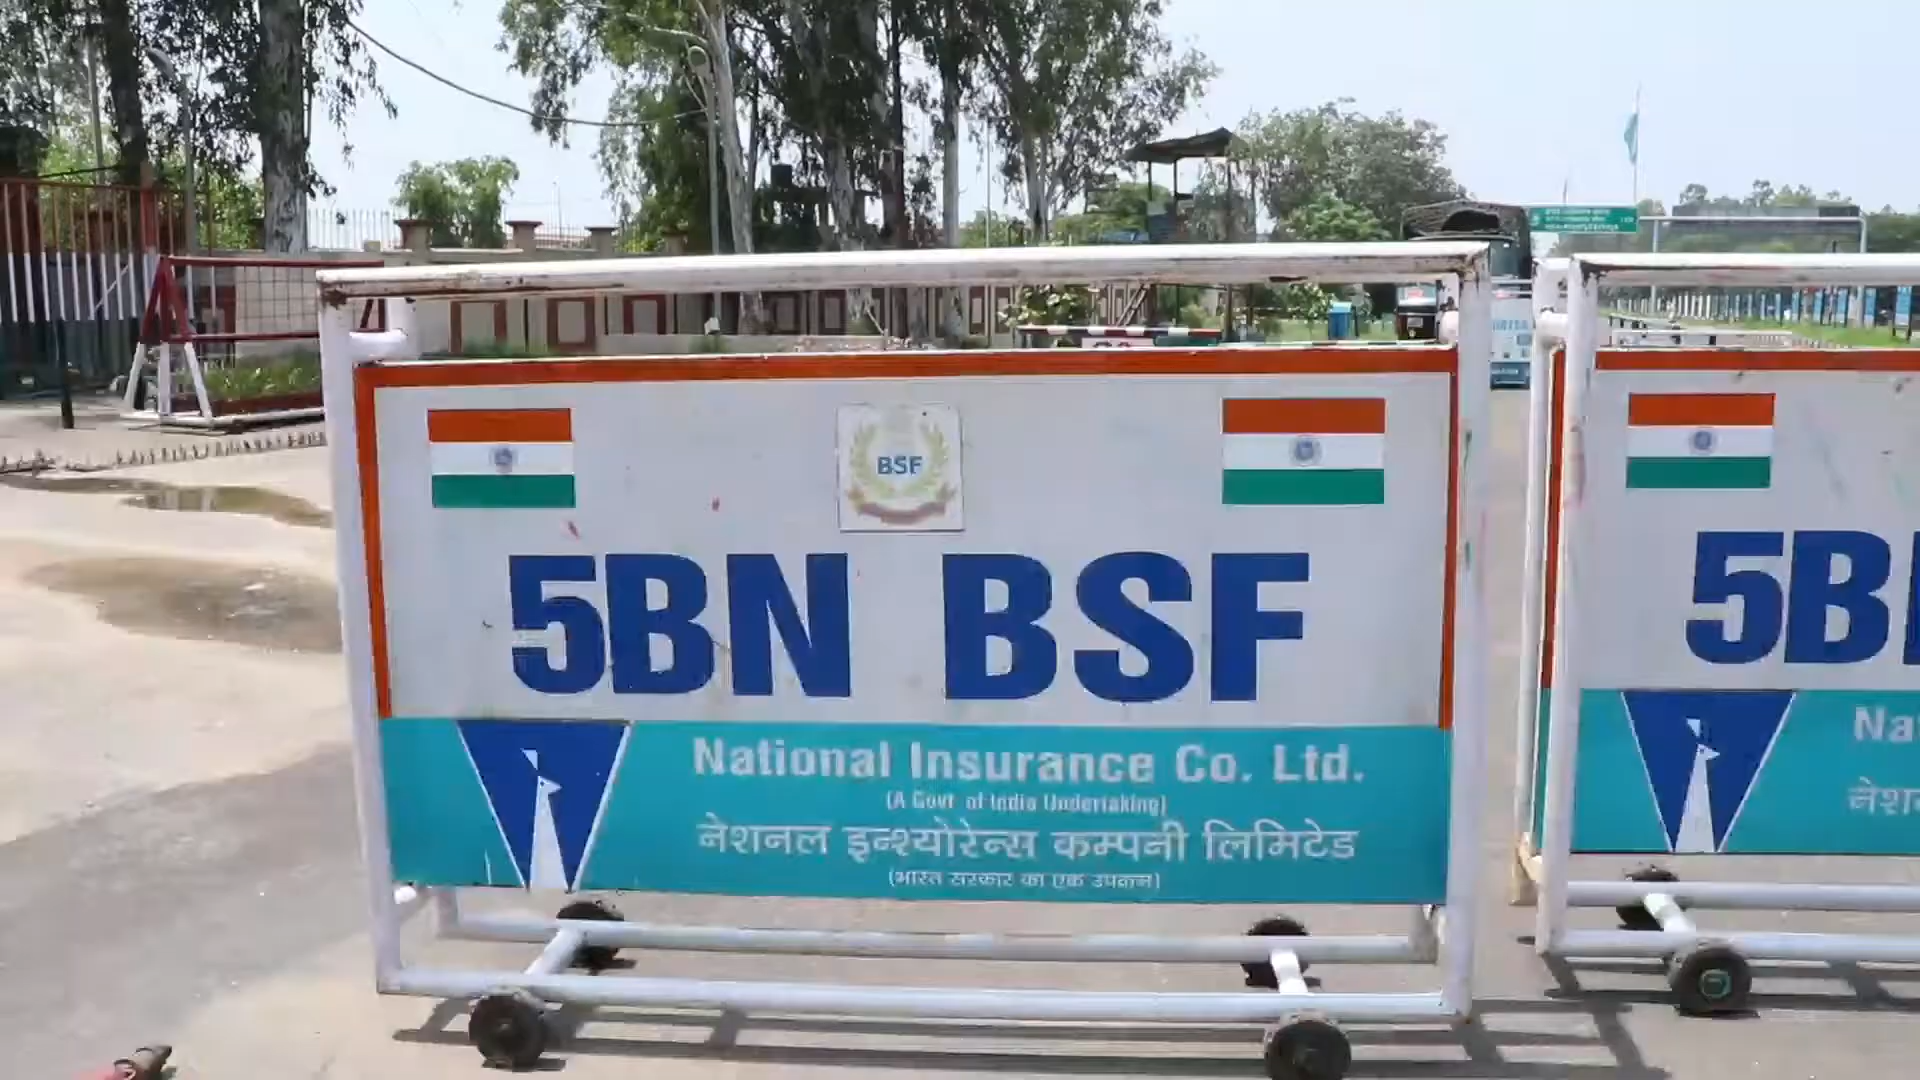 BSF
5BN BSF
National Insurance Co. Ltd.
(A Govt of India Undertaking)
नेशनल इन्श्योरेन्स कम्पनी लिमिटेड
(भारत सरकार का एक उपक्रम)
5B
Na
नेश